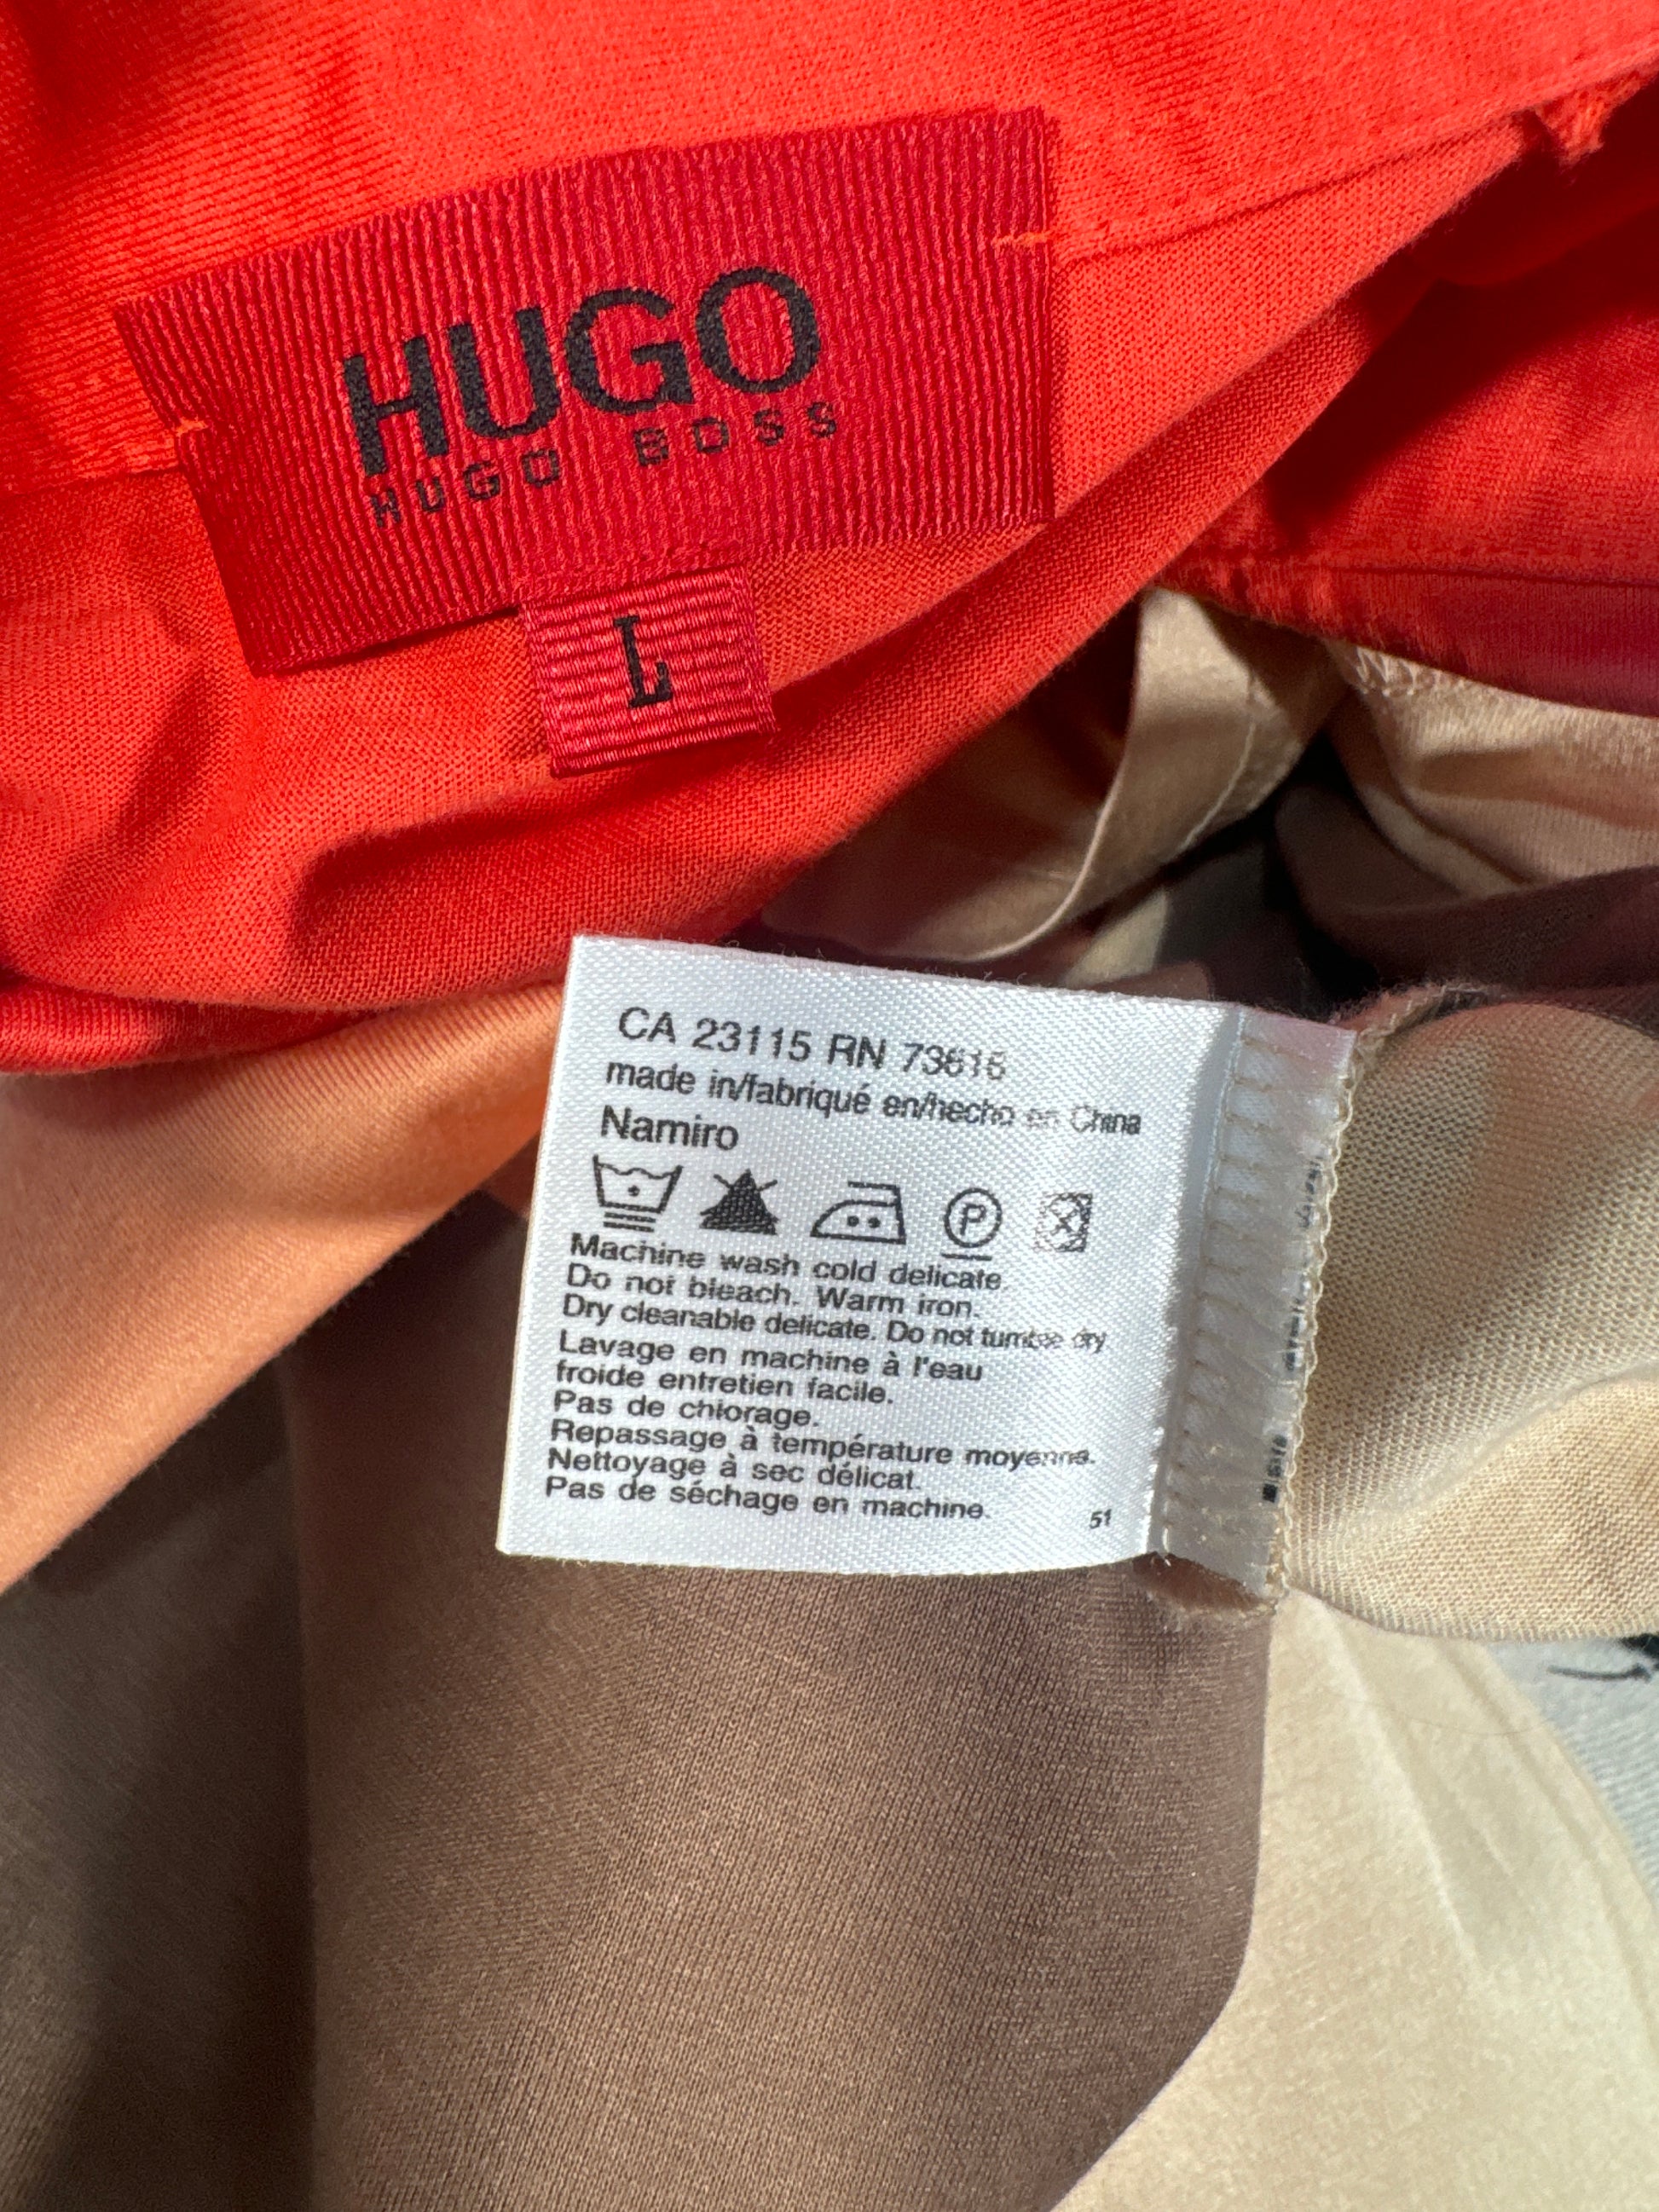 HUGO
HUGO BOSS
L
CA 23115 RN 73616
made in/fabriqué en/hecho en China
Namiro
P
Machine wash cold delicate.
Do not bleach. Warm iron.
Dry cleanable delicate. Do not tumble dry
Lavage en machine à l'eau
froide entretien facile.
Pas de chlorage.
Repassage à température moyenne.
Nettoyage à sec délicat.
Pas de séchage en machine.
51